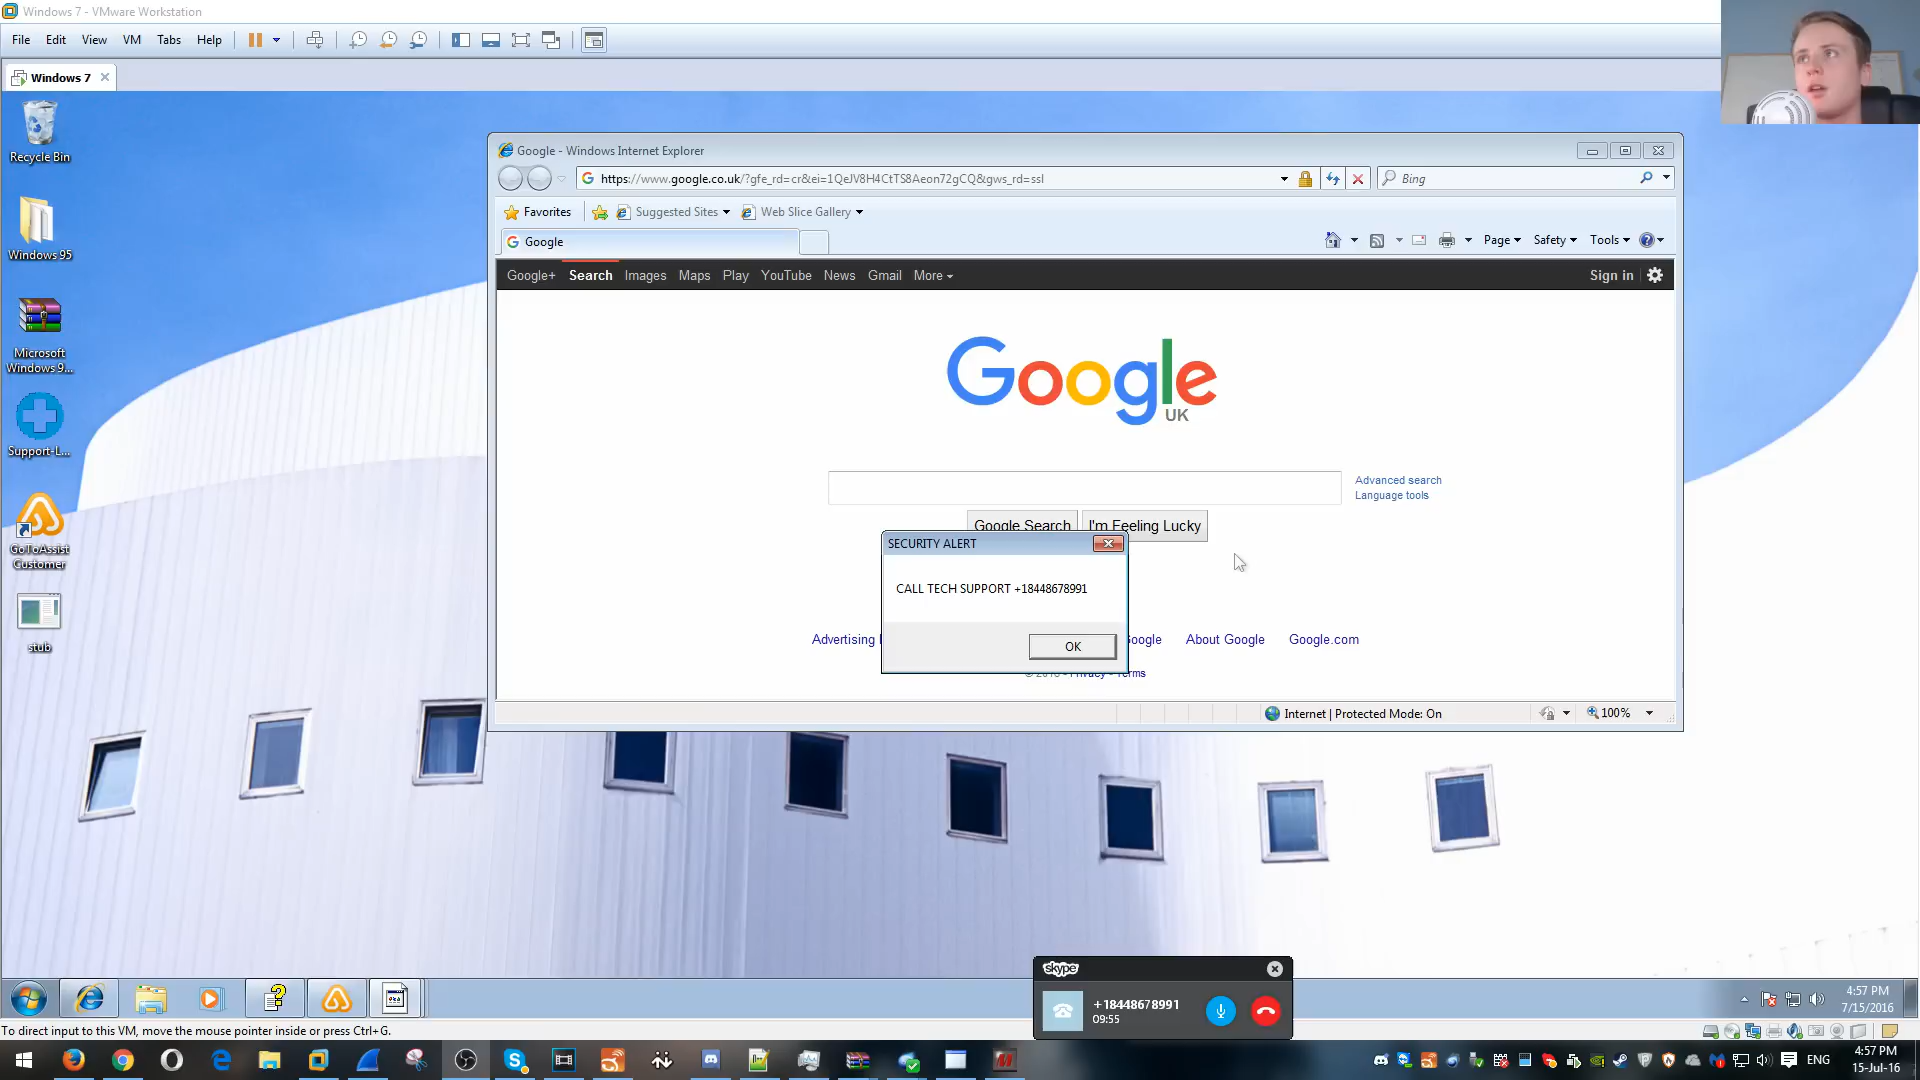 Windows 7 - VMware Workstation
File Edit View VM Tabs Help
Windows 7
Recycle Bin
Windows 95
Microsoft
Windows 9...
Support-L...
GoToAssist
Customer
stub
Google - Windows Internet Explorer
https://www.google.co.uk/?gfe_rd=cr&ei=1QeJV8H4CtTS8Aeon72gCQ&gws_rd=ssl
Bing
Favorites Suggested Sites Web Slice Gallery
Google
Page Safety Tools
Google+ Search Images Maps Play YouTube News Gmail More Sign in
Google
UK
Advanced search
Language tools
Google Search I'm Feeling Lucky
SECURITY ALERT
CALL TECH SUPPORT +18448678991
OK
Advertising
Google About Google Google.com
Privacy - Terms
Internet | Protected Mode: On
100%
skype
+18448678991
09:55
4:57 PM
7/15/2016
To direct input to this VM, move the mouse pointer inside or press Ctrl+G.
ENG
4:57 PM
15-Jul-16